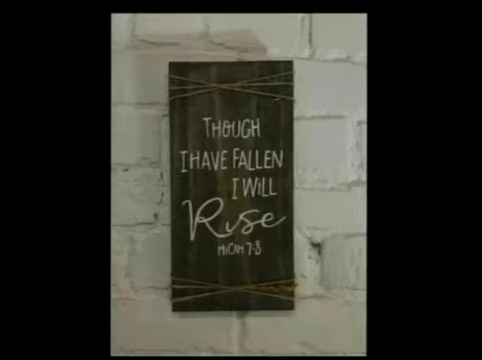 THOUGH
I HAVE FALLEN
I WILL
Rise
MICAH 7-8